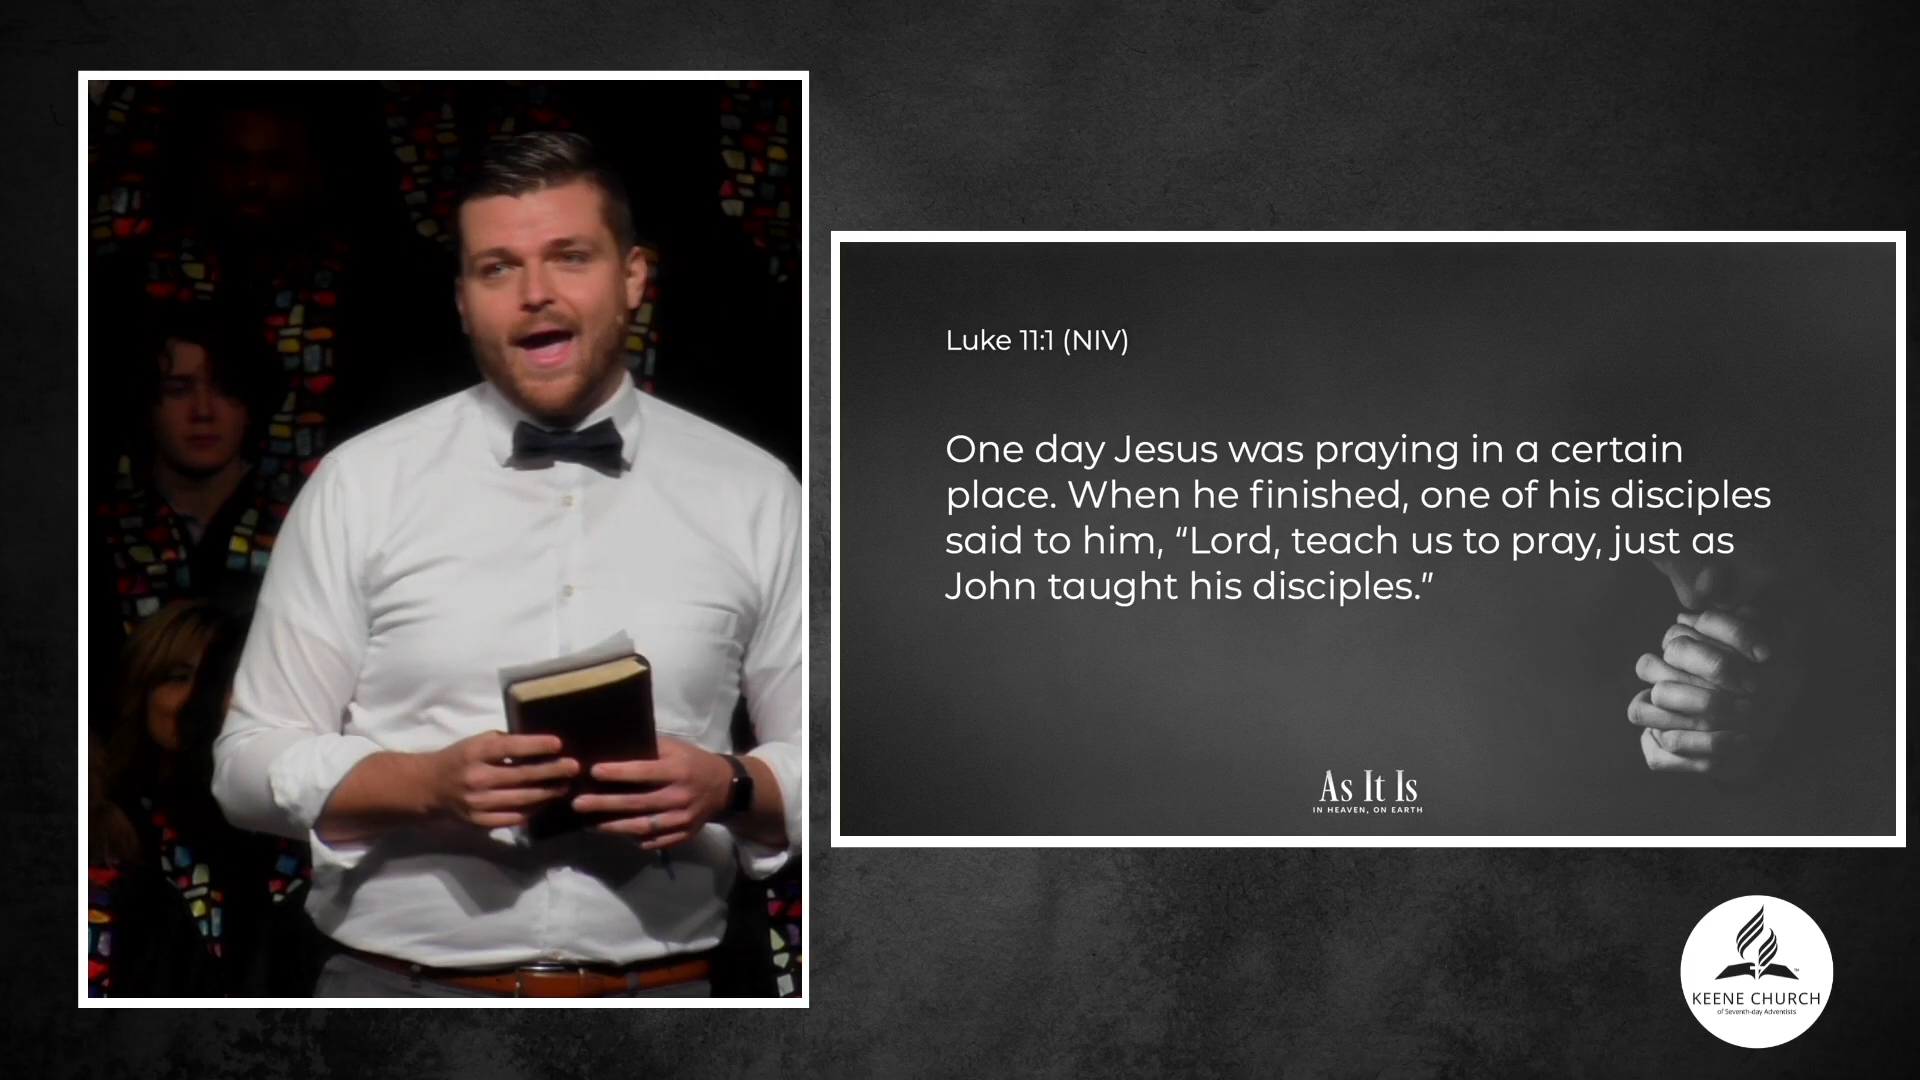 Luke 11:1 (NIV)
One day Jesus was praying in a certain
place. When he finished, one of his disciples
said to him, “Lord, teach us to pray, just as
John taught his disciples.”
As It Is
IN HEAVEN, ON EARTH
KEENE CHURCH
of Seventh-day Adventists